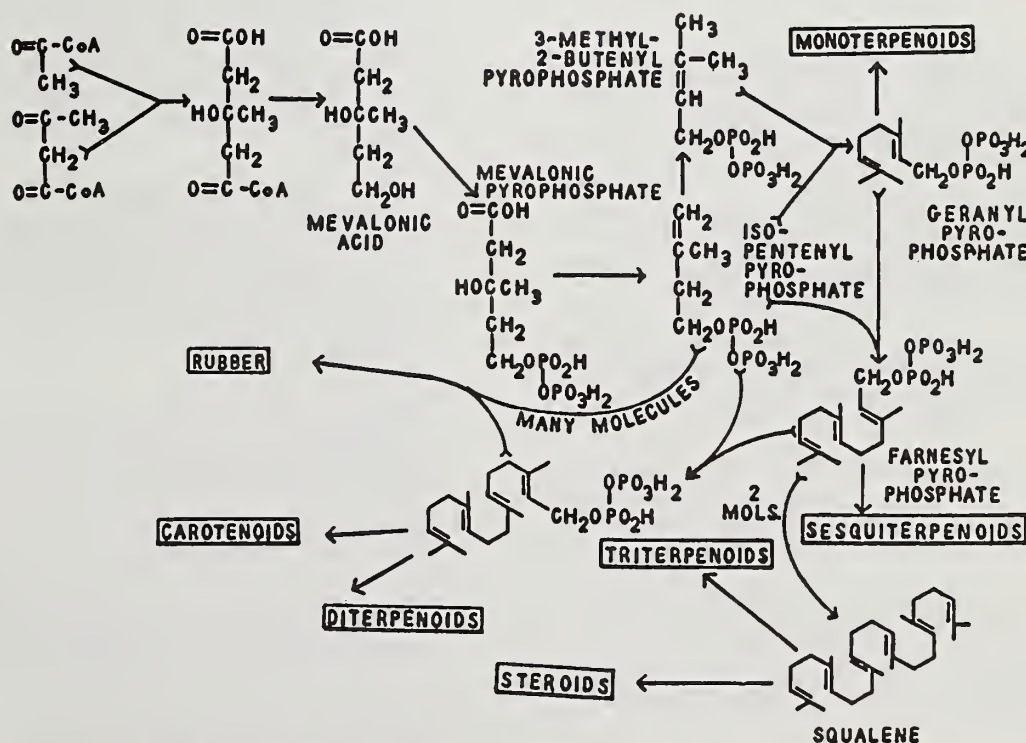 O=C-CoA
CH3
O=C-CH3
CH2
O=C-CoA
O=COH
CH2
HOCCH3
CH2
O=C-CoA
O=COH
CH2
HOCCH3
CH2
CH2OH
MEVALONIC
ACID
MEVALONIC
PYROPHOSPHATE
O=COH
CH2
HOCCH3
CH2
CH2OPO2H
OPO3H2
3-METHYL-
2-BUTENYL
PYROPHOSPHATE
CH3
C-CH3
CH
CH2OPO2H
OPO3H2
CH2
CCH3
CH2
CH2OPO2H
OPO3H2
ISO-
PENTENYL
PYRO-
PHOSPHATE
MONOTERPENOIDS
OPO3H2
CH2OPO2H
GERANYL
PYRO-
PHOSPHATE
OPO3H2
CH2OPO2H
FARNESYL
PYRO-
PHOSPHATE
SESQUITERPENOIDS
RUBBER
MANY MOLECULES
OPO3H2
CH2OPO2H
2
MOLS.
CAROTENOIDS
DITERPENOIDS
TRITERPENOIDS
STEROIDS
SQUALENE